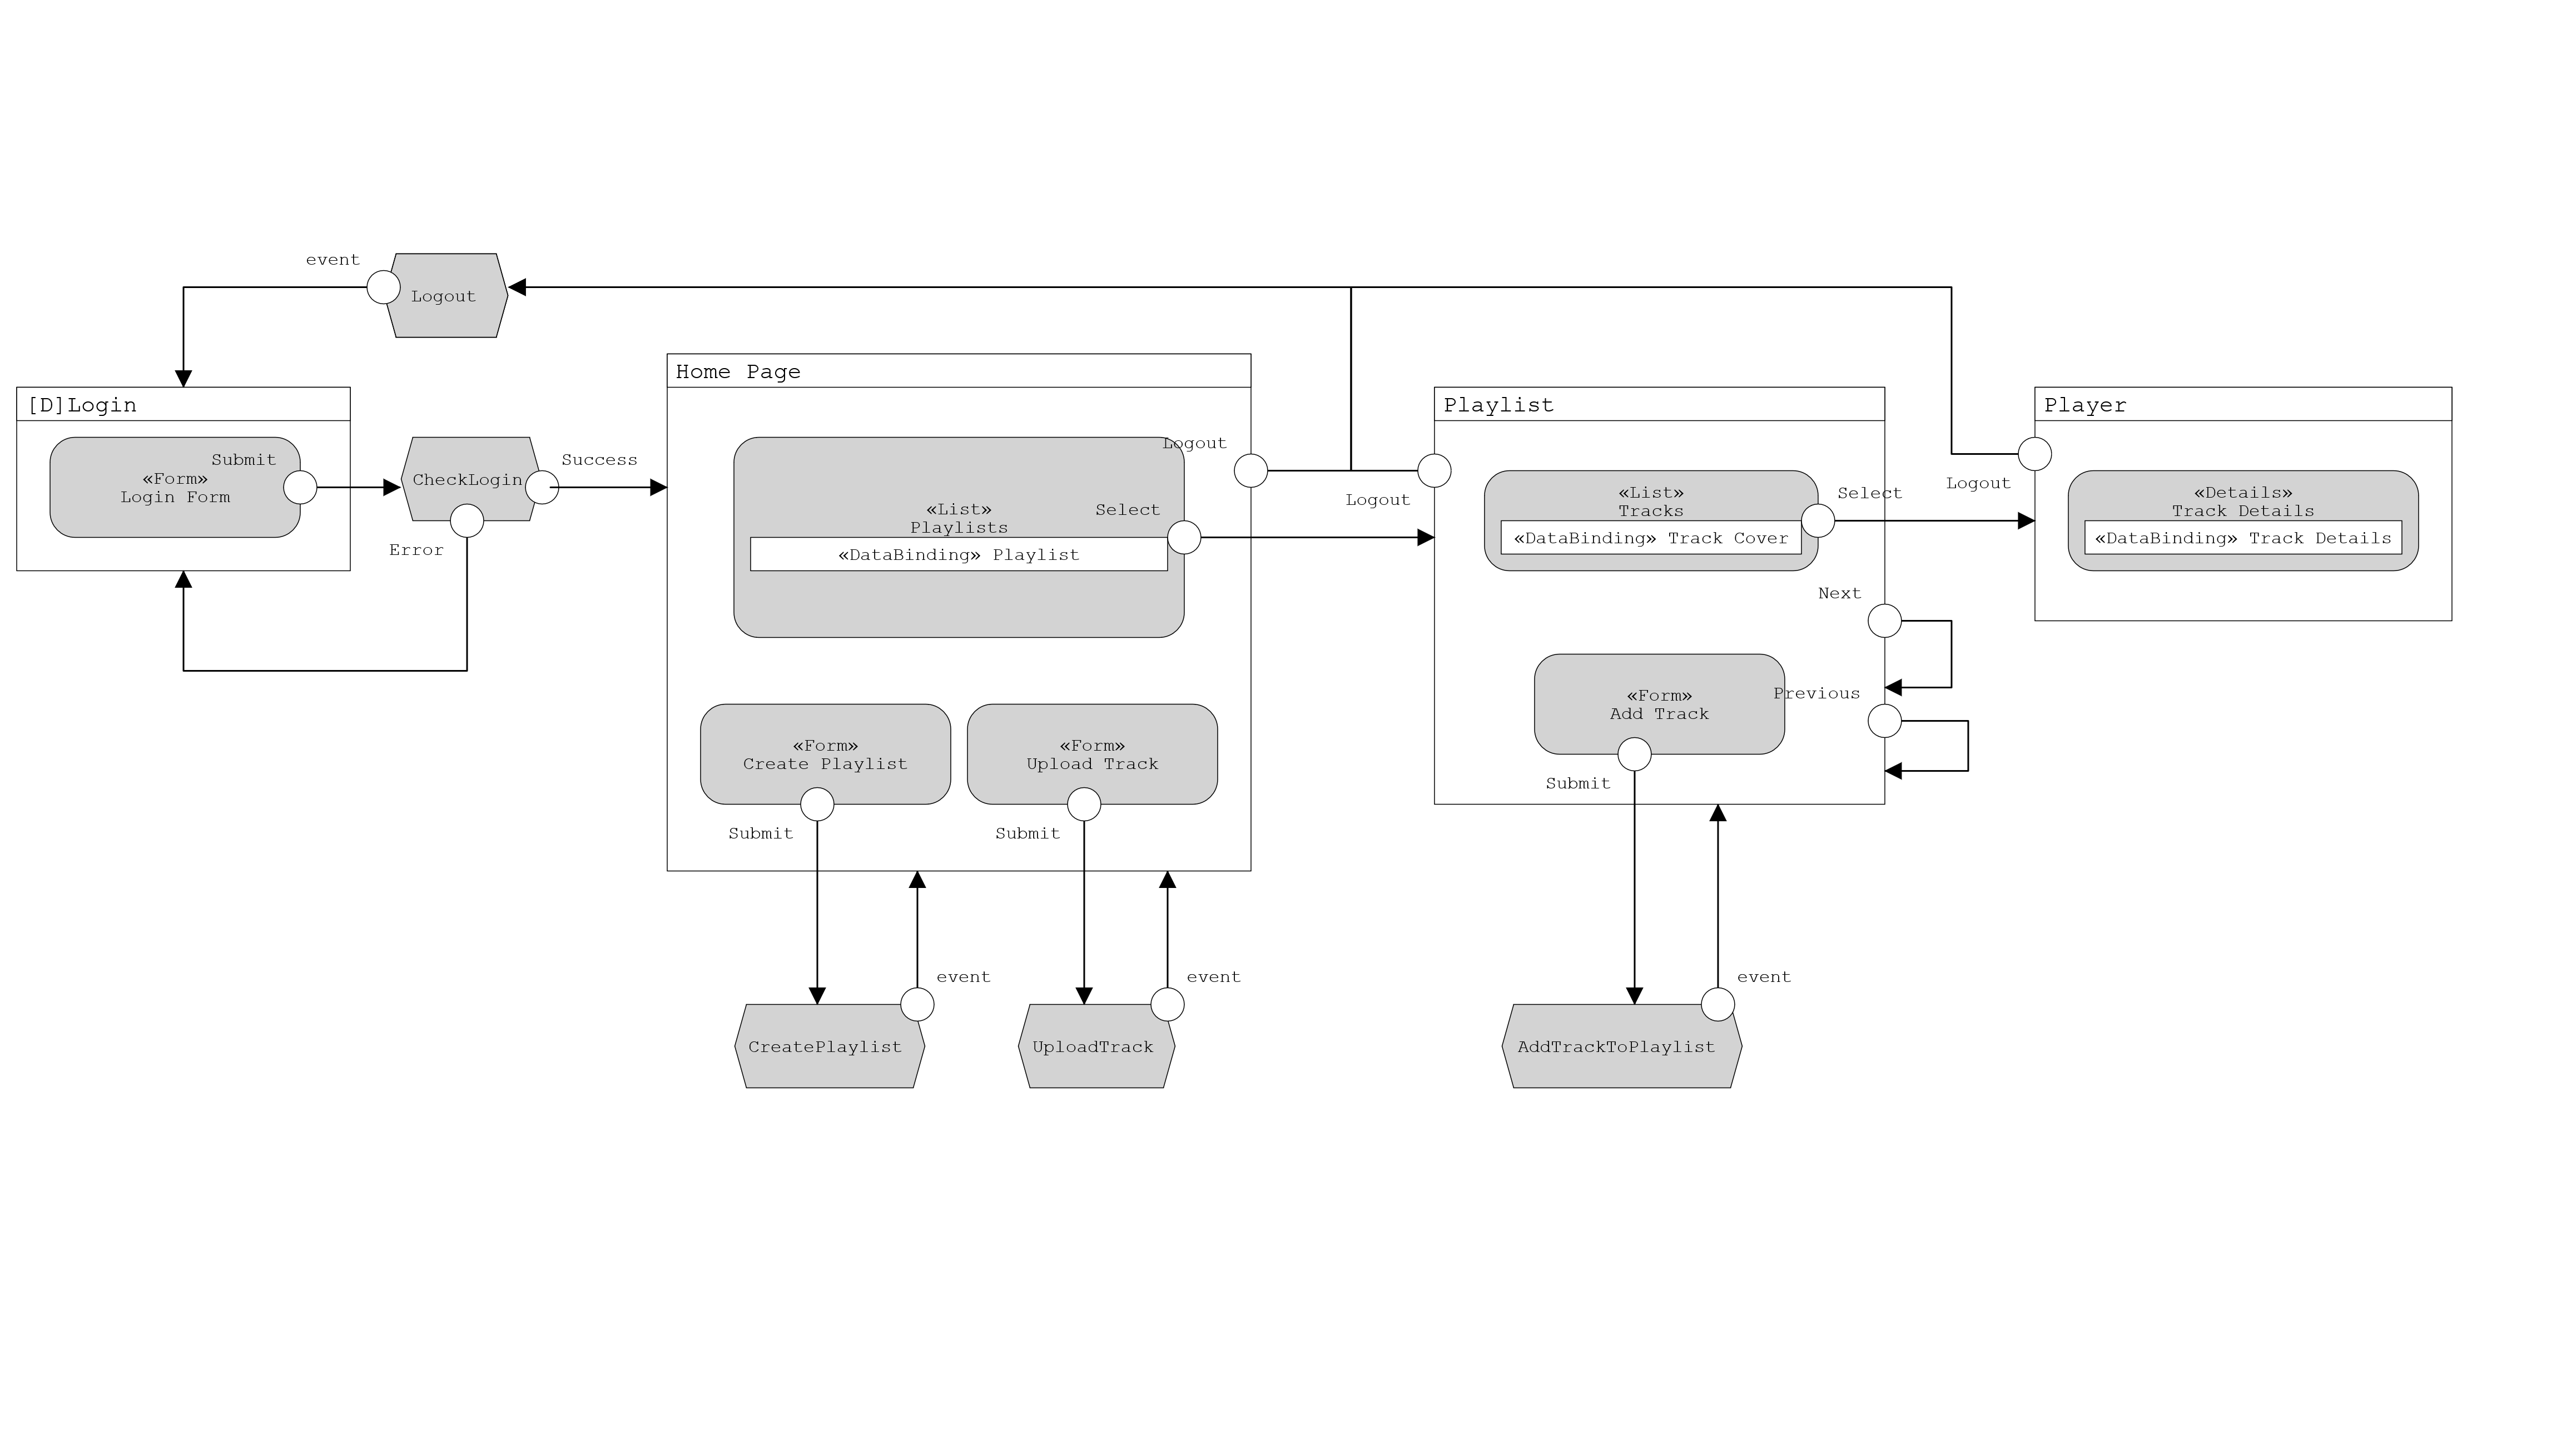 event
Logout
[D]Login
Submit
«Form»
Login Form
CheckLogin
Success
Error
Home Page
Logout
«List»
Playlists
Select
«DataBinding» Playlist
«Form»
Create Playlist
Submit
«Form»
Upload Track
Submit
event
event
CreatePlaylist
UploadTrack
Playlist
Logout
«List»
Tracks
Select
«DataBinding» Track Cover
Next
«Form»
Add Track
Previous
Submit
event
AddTrackToPlaylist
Player
Logout
«Details»
Track Details
«DataBinding» Track Details